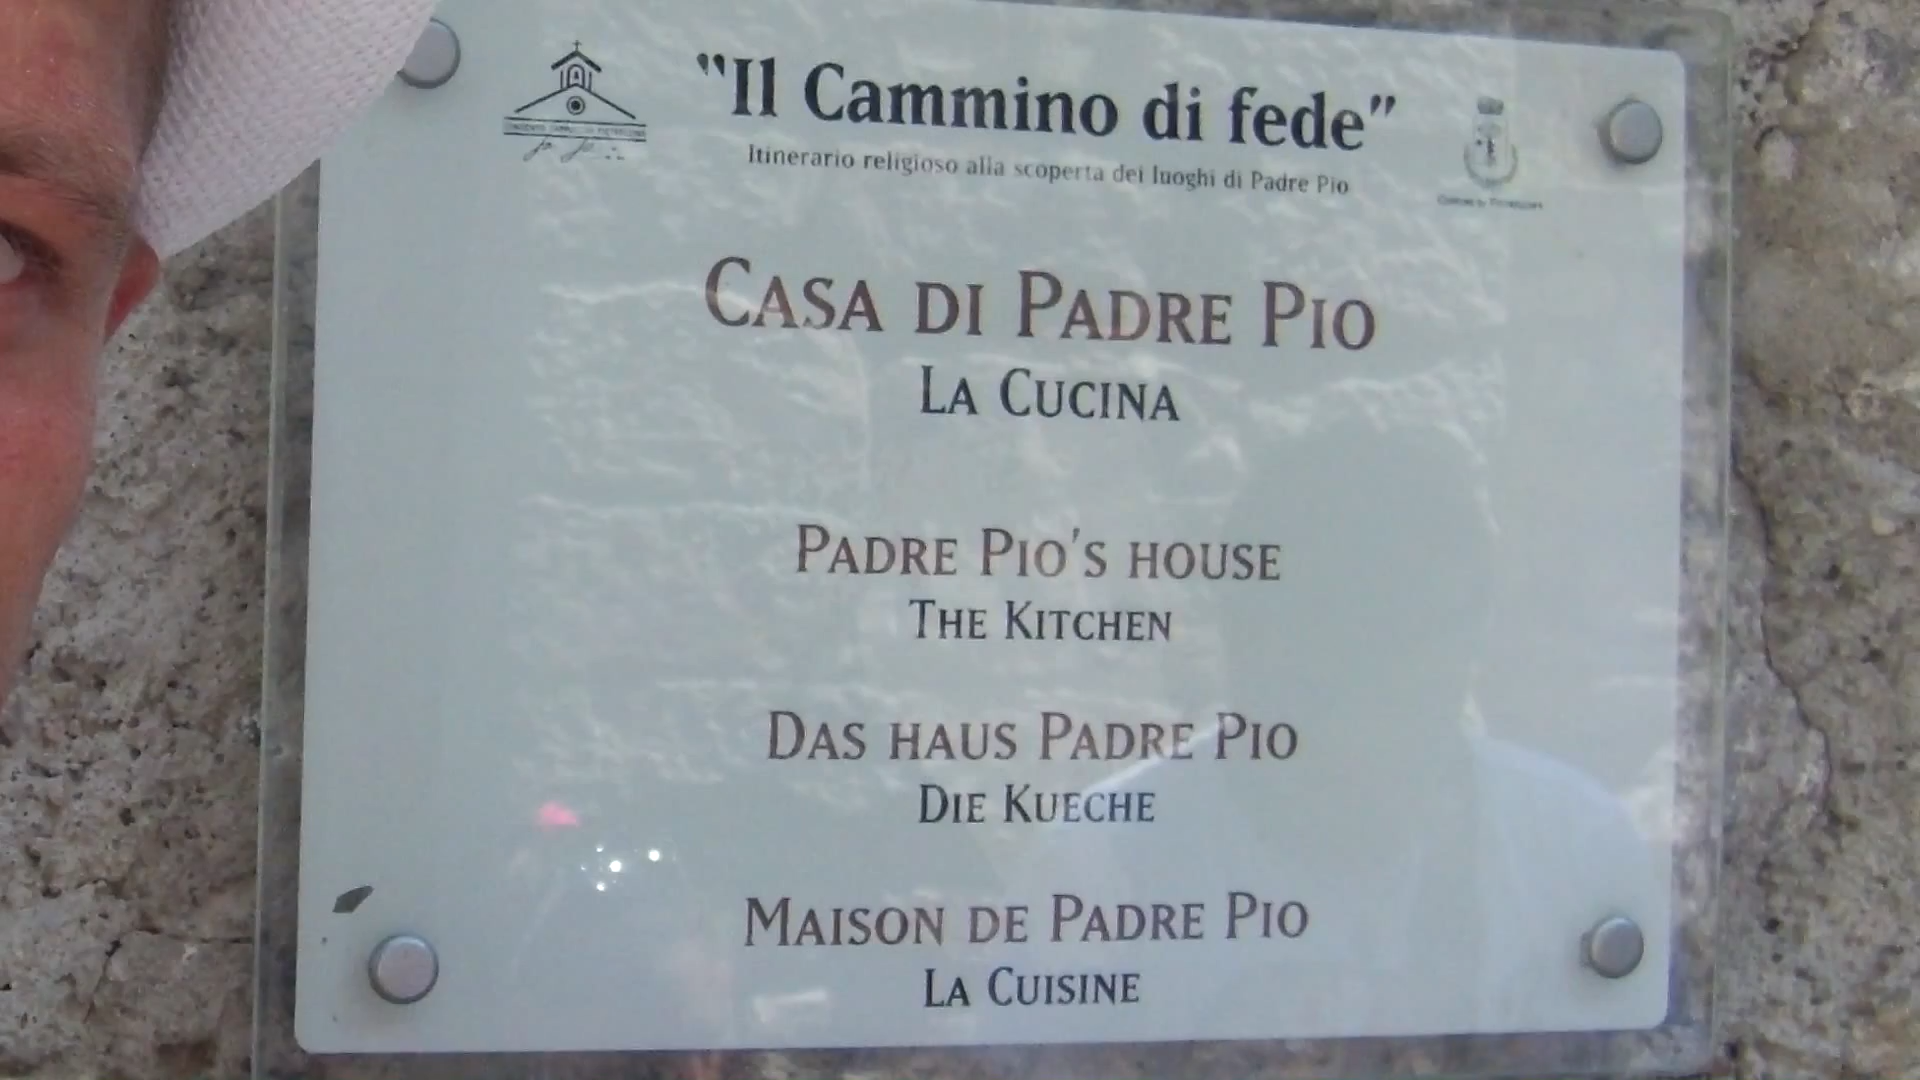 "Il Cammino di fede"
Itinerario religioso alla scoperta dei luoghi di Padre Pio
CASA DI PADRE PIO
LA CUCINA
PADRE PIO'S HOUSE
THE KITCHEN
DAS HAUS PADRE PIO
DIE KUECHE
MAISON DE PADRE PIO
LA CUISINE